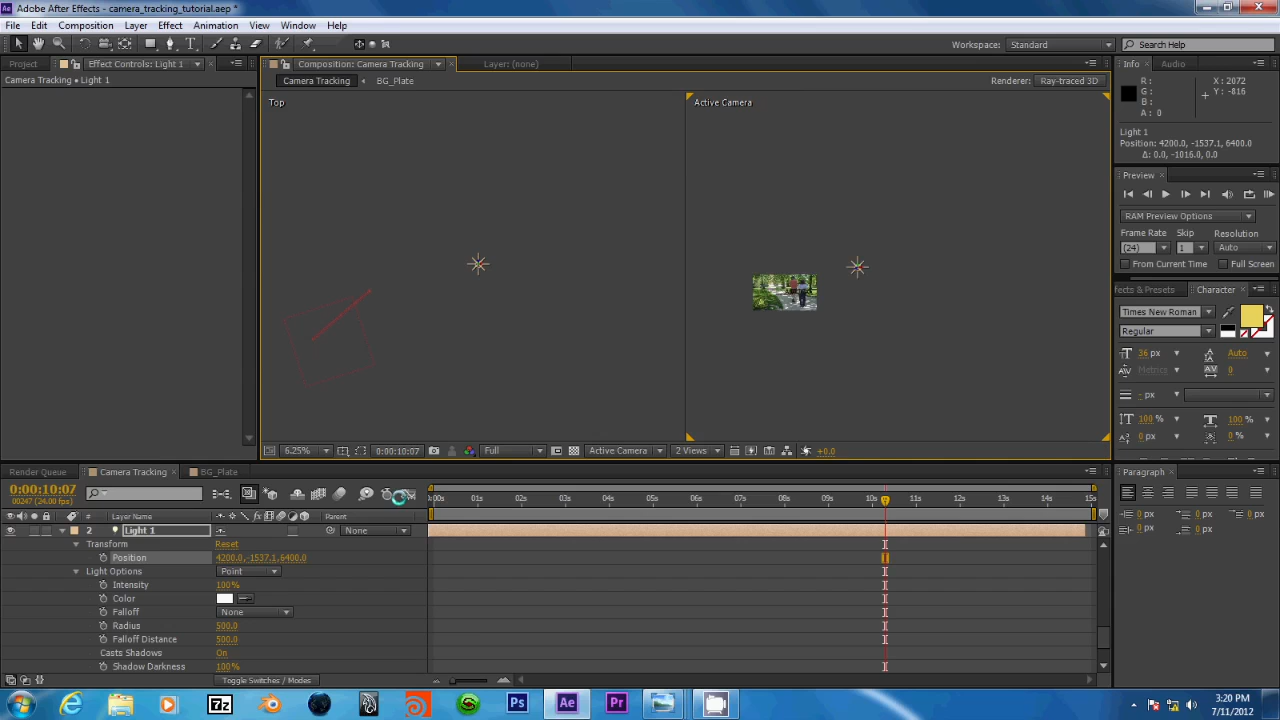 Adobe After Effects - camera_tracking_tutorial.aep *
File Edit Composition Layer Effect Animation View Window Help
Workspace: Standard Search Help
Project Effect Controls: Light 1 Composition: Camera Tracking Layer: (none) Info Audio
Camera Tracking • Light 1 Camera Tracking BG_Plate Renderer: Ray-traced 3D
Top Active Camera
R: X: 2072
G: Y: -816
B:
A: 0
Light 1
Position: 4200.0, -1537.1, 6400.0
Δ: 0.0, -1016.0, 0.0
Preview
RAM Preview Options
Frame Rate Skip Resolution
(24) 1 Auto
From Current Time Full Screen
ects & Presets Character
Times New Roman
Regular
36 px Auto
Metrics 0
- px
100 % 100 %
0 px 0 %
6.25% 0:00:10:07 Full Active Camera 2 Views +0.0
Render Queue Camera Tracking BG_Plate Paragraph
0:00:10:07
00247 (24.00 fps)
:00s 01s 02s 03s 04s 05s 06s 07s 08s 09s 10s 11s 12s 13s 14s 15s
# Layer Name Parent
2 Light 1 None
Transform Reset
Position 4200.0,-1537.1,6400.0
Light Options Point
Intensity 100%
Color
Falloff None
Radius 500.0
Falloff Distance 500.0
Casts Shadows On
Shadow Darkness 100%
Toggle Switches / Modes
0 px 0 px 0 px
0 px 0 px
3:20 PM
7/11/2012